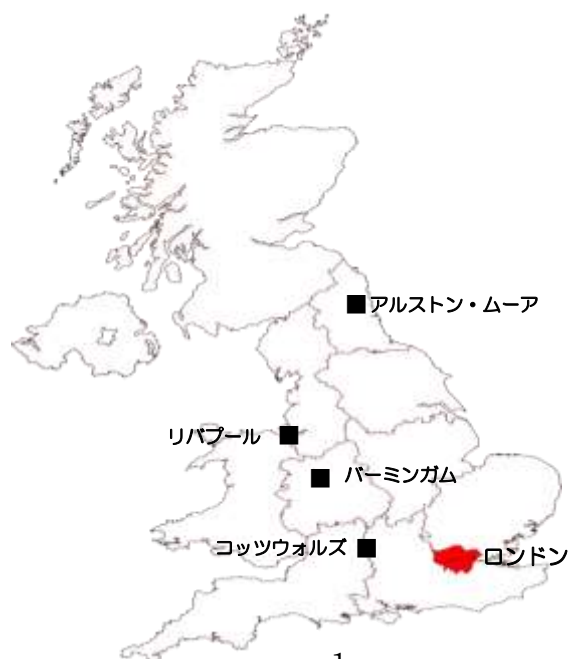 アルストン・ムーア
リバプール
バーミンガム
コッツウォルズ
ロンドン
1